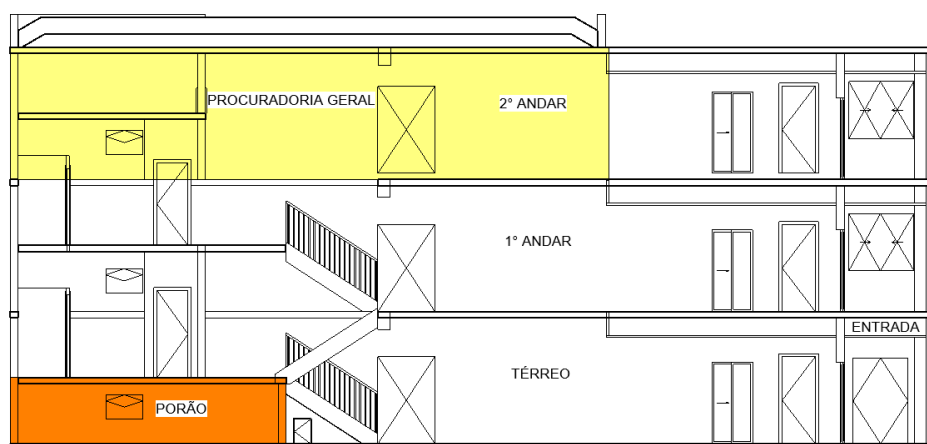 PROCURADORIA GERAL
2° ANDAR
1° ANDAR
ENTRADA
TÉRREO
PORÃO